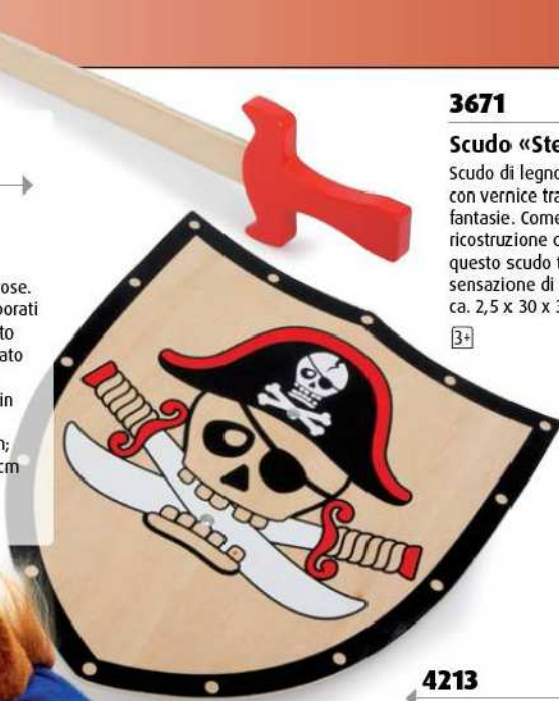 ose.
orati
to
ato
in
n;
cm
3671
Scudo «Ste
Scudo di legno
con vernice tra
fantasie. Come
ricostruzione d
questo scudo t
sensazione di
ca. 2,5 x 30 x 3
3+
4213